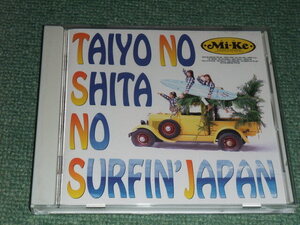 TAIYO NO
SHITA
NO
SURFIN' JAPAN
Mi-Ke